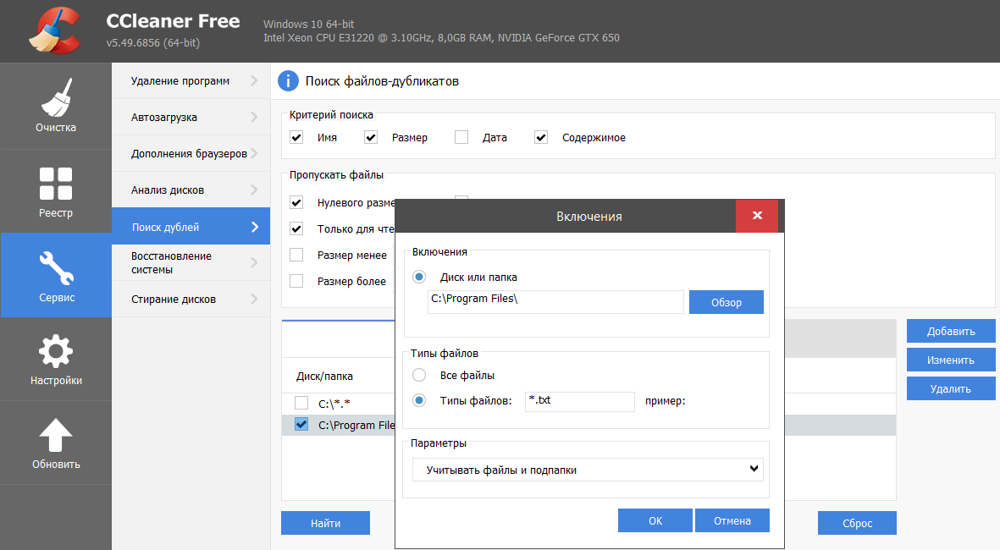 CCleaner Free
v5.49.6856 (64-bit)
Windows 10 64-bit
Intel Xeon CPU E31220 @ 3.10GHz, 8,0GB RAM, NVIDIA GeForce GTX 650
Очистка
Реестр
Сервис
Настройки
Обновить
Удаление программ
Автозагрузка
Дополнения браузеров
Анализ дисков
Поиск дублей
Восстановление
системы
Стирание дисков
Поиск файлов-дубликатов
Критерий поиска
Имя
Размер
Дата
Содержимое
Пропускать файлы
Нулевого разме
Только для чте
Размер менее
Размер более
Диск/папка
C:\*.*
C:\Program File
Добавить
Изменить
Удалить
Найти
Сброс
Включения
Включения
Диск или папка
C:\Program Files\
Обзор
Типы файлов
Все файлы
Типы файлов:
*.txt
пример:
Параметры
Учитывать файлы и подпапки
ОК
Отмена